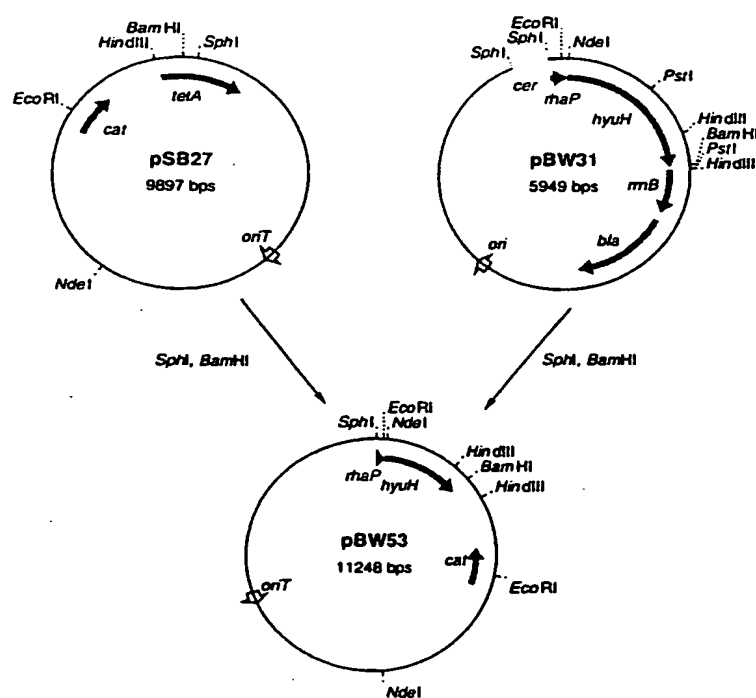 BamHI
HindIII
SphI
EcoRI
tetA
cat
pSB27
9897 bps
oriT
NdeI
EcoRI
SphI
NdeI
SphI
cer
rhaP
PstI
hyuH
HindIII
BamHI
PstI
HindIII
pBW31
5949 bps
rrnB
bla
ori
SphI, BamHI
SphI, BamHI
EcoRI
SphI
NdeI
HindIII
BamHI
HindIII
rhaP
hyuH
pBW53
11248 bps
cat
oriT
EcoRI
NdeI